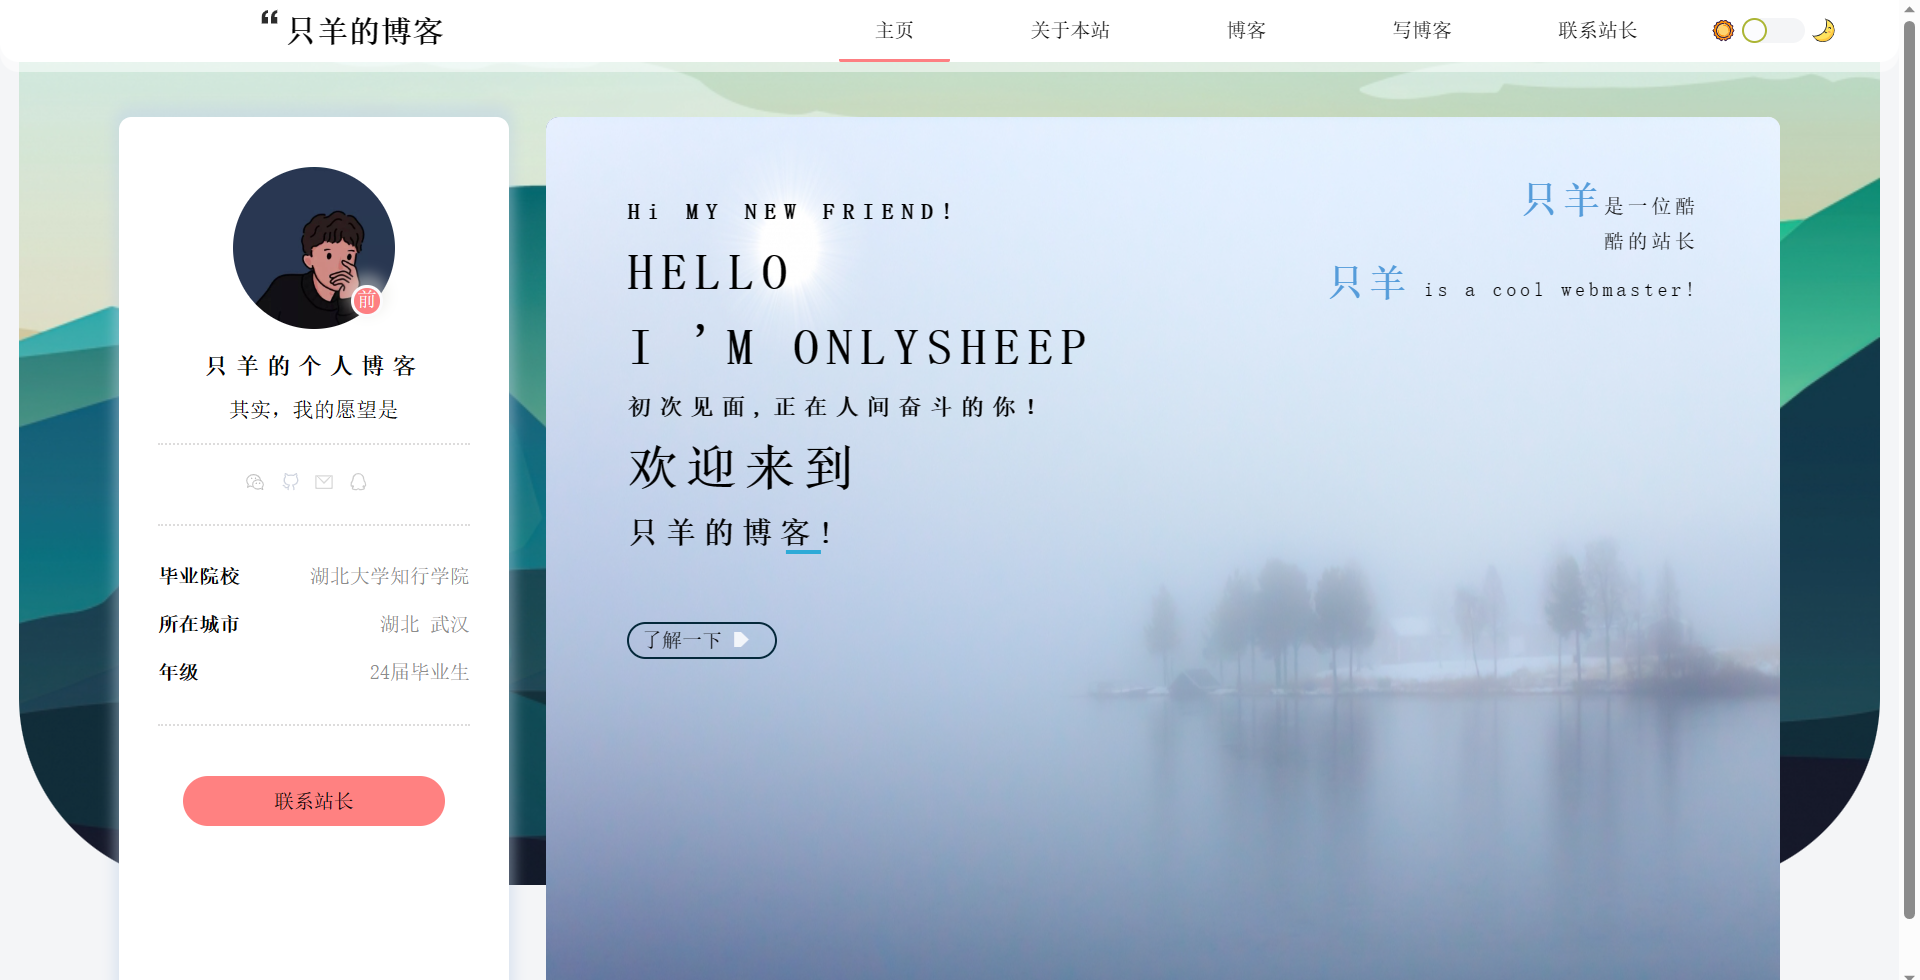 “只羊的博客
主页 关于本站 博客 写博客 联系站长
前
只羊的个人博客
其实，我的愿望是
毕业院校 湖北大学知行学院
所在城市 湖北 武汉
年级 24届毕业生
联系站长
Hi MY NEW FRIEND!
HELLO
I ’M ONLYSHEEP
初次见面,正在人间奋斗的你!
欢迎来到
只羊的博客!
了解一下
只羊是一位酷
酷的站长
只羊 is a cool webmaster!